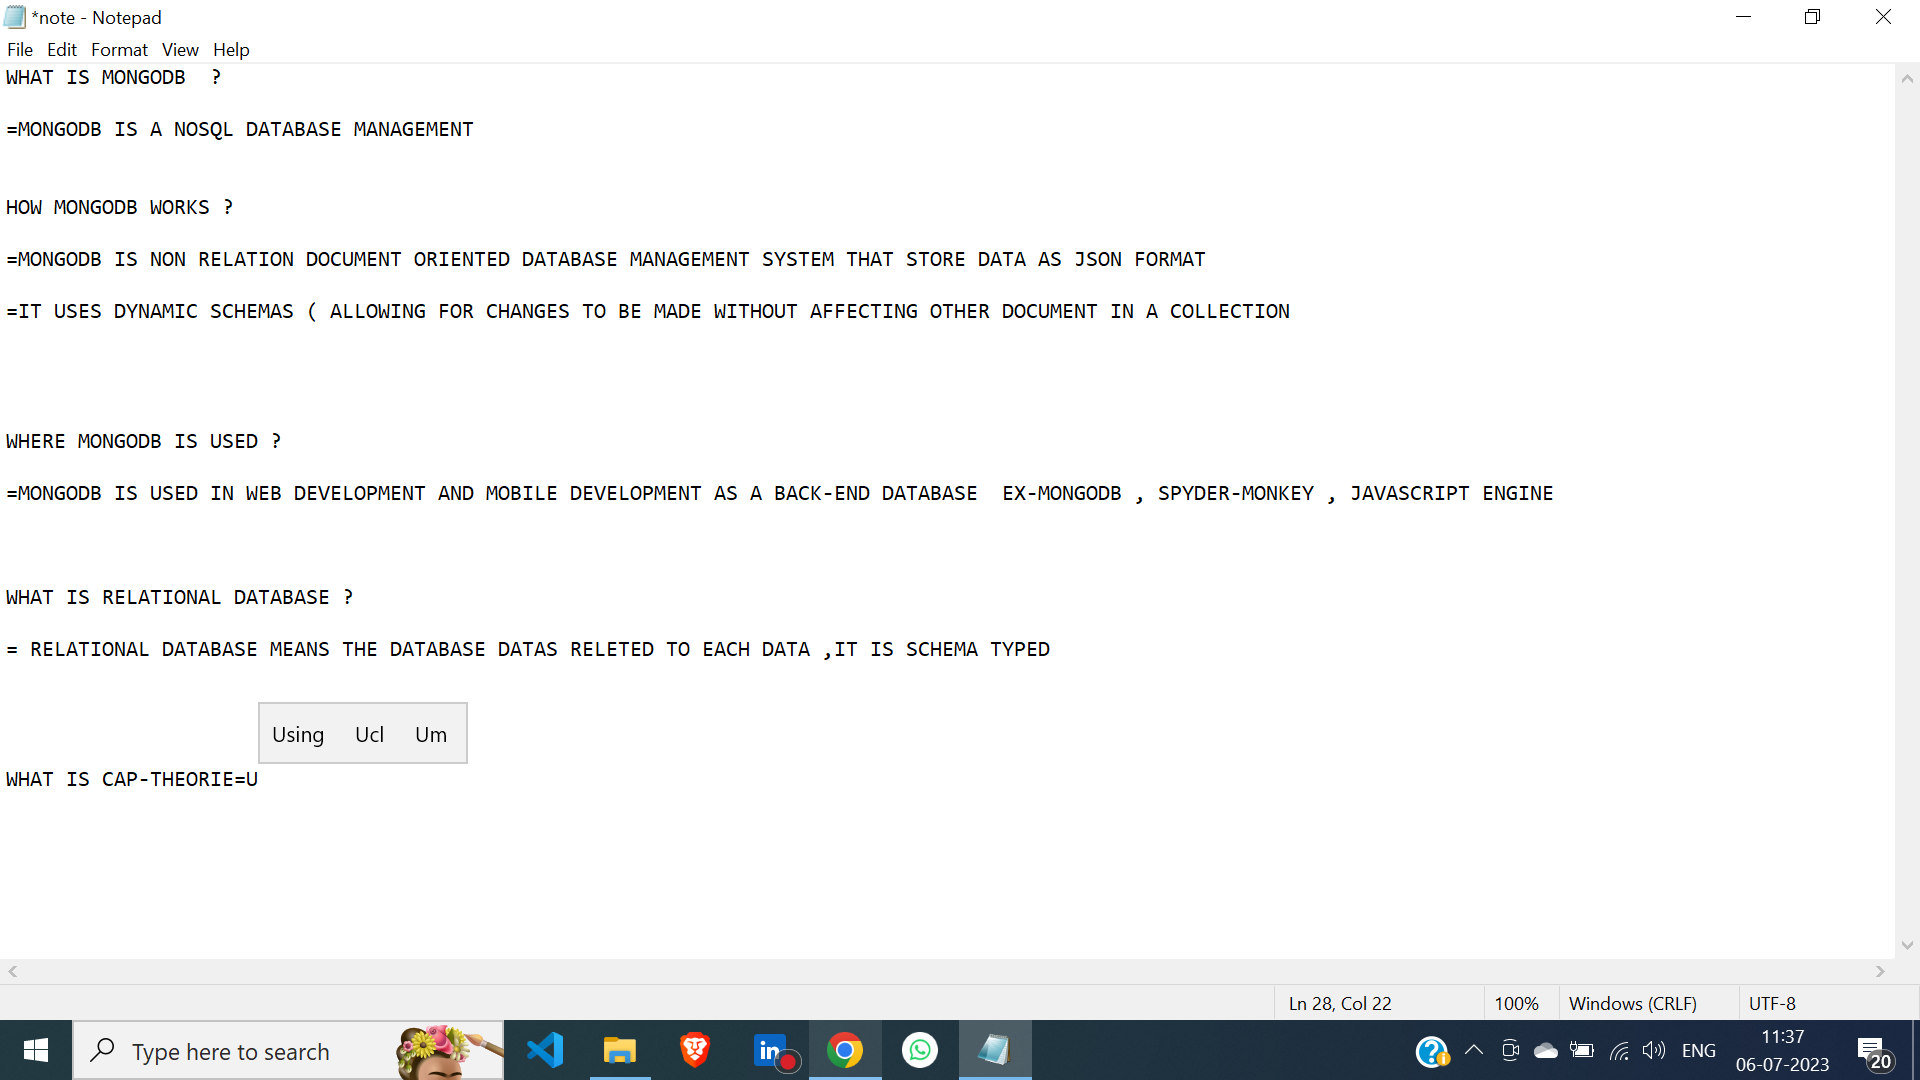 *note - Notepad
File Edit Format View Help
WHAT IS MONGODB  ?
=MONGODB IS A NOSQL DATABASE MANAGEMENT
HOW MONGODB WORKS ?
=MONGODB IS NON RELATION DOCUMENT ORIENTED DATABASE MANAGEMENT SYSTEM THAT STORE DATA AS JSON FORMAT
=IT USES DYNAMIC SCHEMAS ( ALLOWING FOR CHANGES TO BE MADE WITHOUT AFFECTING OTHER DOCUMENT IN A COLLECTION
WHERE MONGODB IS USED ?
=MONGODB IS USED IN WEB DEVELOPMENT AND MOBILE DEVELOPMENT AS A BACK-END DATABASE  EX-MONGODB , SPYDER-MONKEY , JAVASCRIPT ENGINE
WHAT IS RELATIONAL DATABASE ?
= RELATIONAL DATABASE MEANS THE DATABASE DATAS RELETED TO EACH DATA ,IT IS SCHEMA TYPED
Using Ucl Um
WHAT IS CAP-THEORIE=U
Ln 28, Col 22 100% Windows (CRLF) UTF-8
Type here to search in ENG 11:37
06-07-2023 20